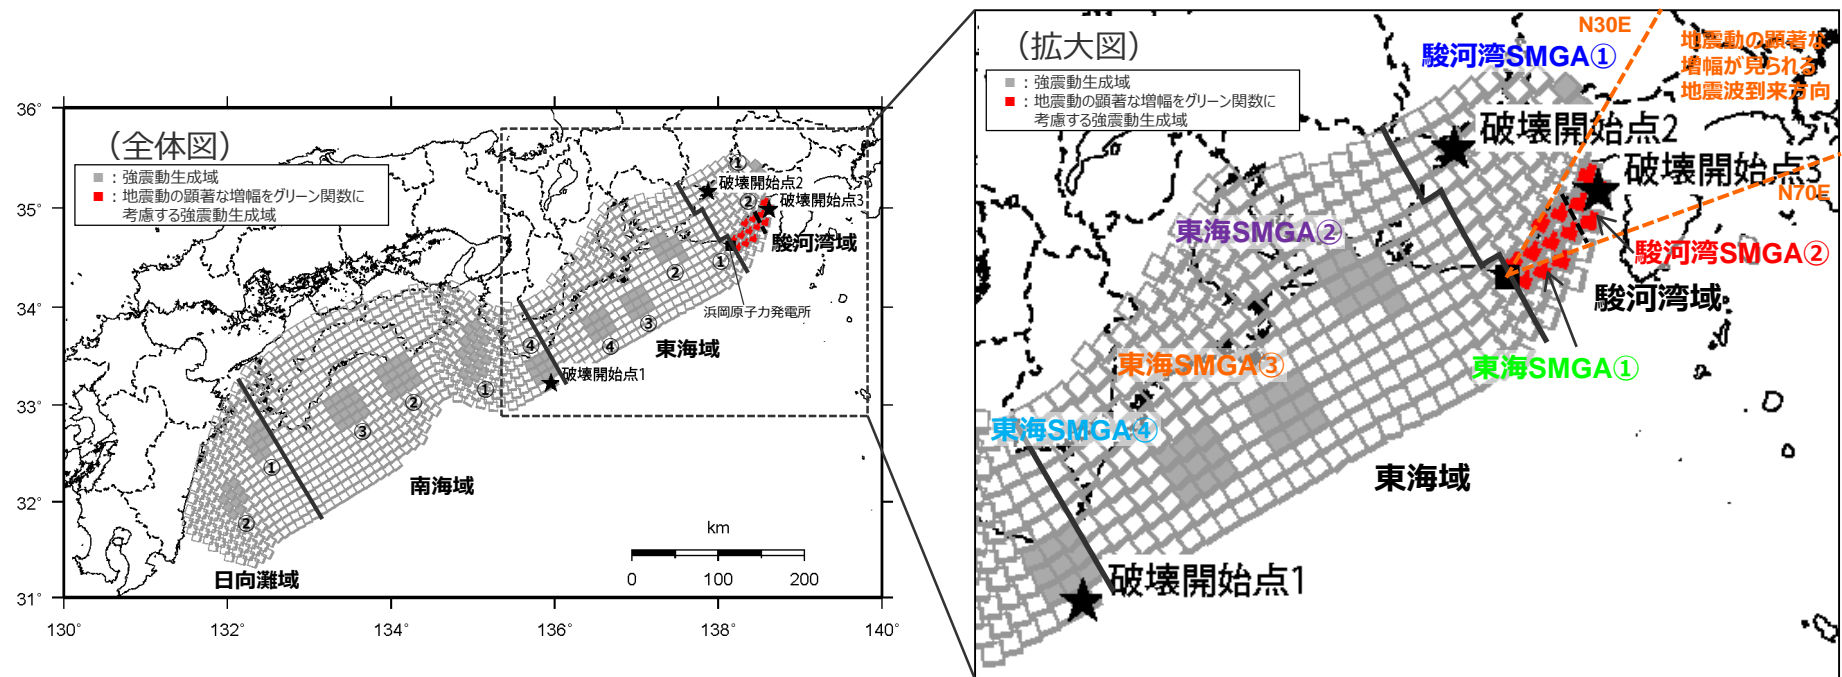 (全体図)
■ : 強震動生成域
■ : 地震動の顕著な増幅をグリーン関数に
考慮する強震動生成域
36°
35°
34°
33°
32°
31°
130°
132°
134°
136°
138°
140°
①
破壊開始点2
②
破壊開始点3
駿河湾域
①
②
浜岡原子力発電所
③
④
④
東海域
破壊開始点1
①
②
③
①
南海域
②
日向灘域
km
0 100 200
(拡大図)
■ : 強震動生成域
■ : 地震動の顕著な増幅をグリーン関数に
考慮する強震動生成域
N30E
地震動の顕著な
増幅が見られる
地震波到来方向
駿河湾SMGA①
破壊開始点2
破壊開始点3
N70E
東海SMGA②
駿河湾SMGA②
駿河湾域
東海SMGA③
東海SMGA①
東海SMGA④
東海域
破壊開始点1